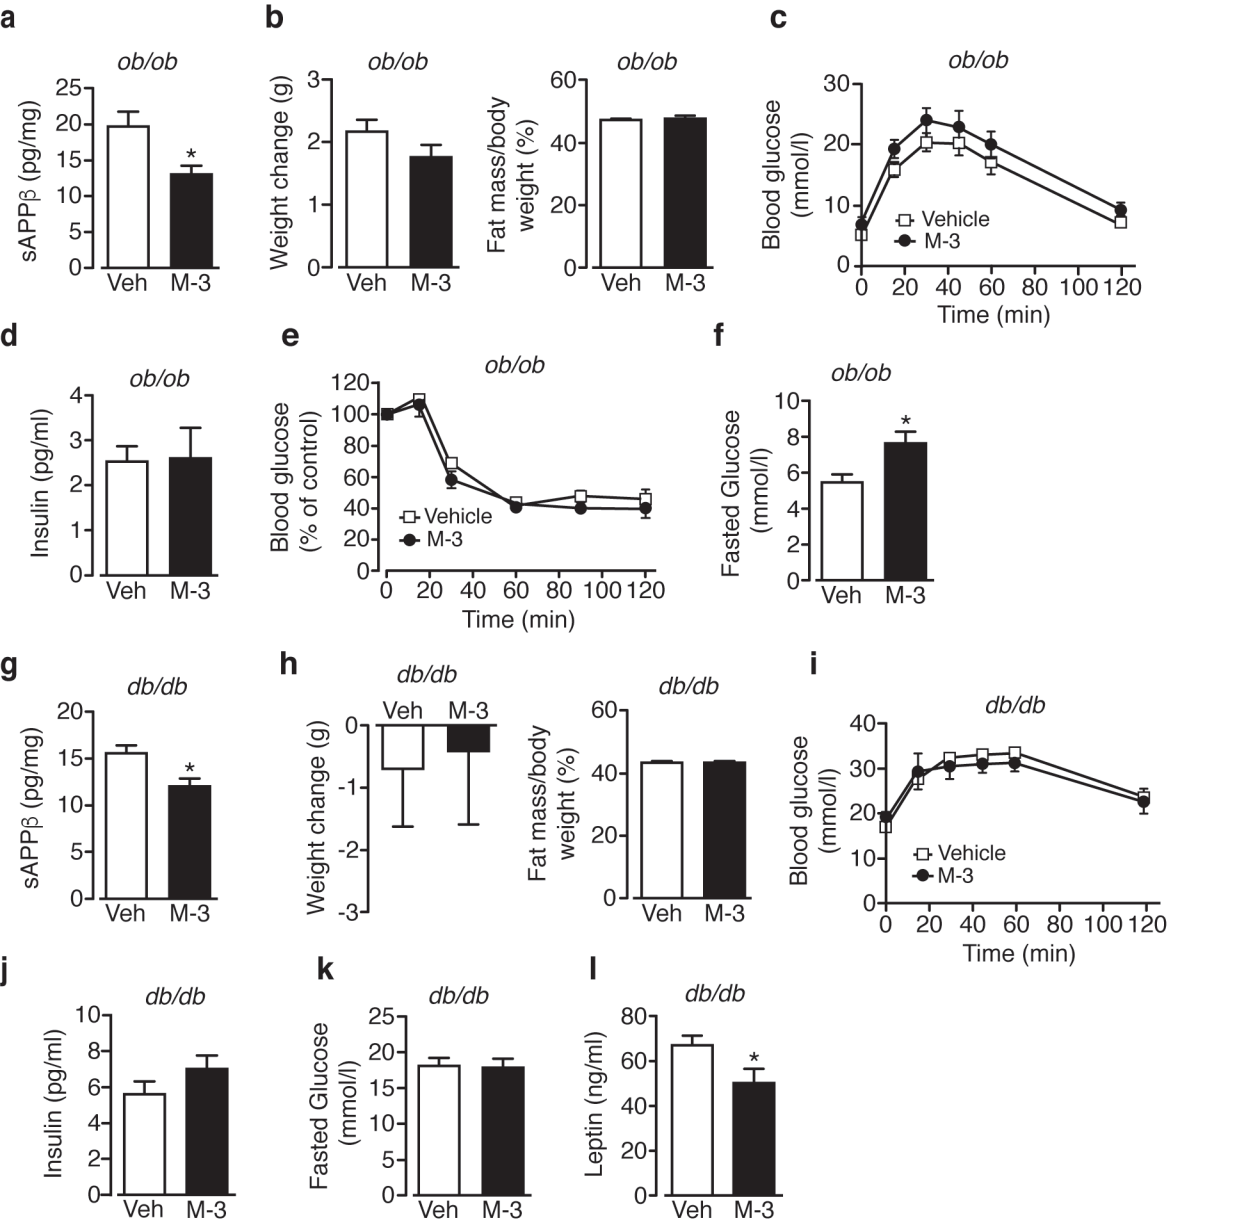 a
ob/ob
sAPPβ (pg/mg)
25
20
15
10
5
0
*
Veh M-3
b
ob/ob
Weight change (g)
3
2
1
0
Veh M-3
ob/ob
Fat mass/body
weight (%)
60
40
20
0
Veh M-3
c
ob/ob
Blood glucose
(mmol/l)
30
20
10
0
Vehicle
M-3
0 20 40 60 80 100 120
Time (min)
d
ob/ob
Insulin (pg/ml)
4
3
2
1
0
Veh M-3
e
ob/ob
Blood glucose
(% of control)
120
100
80
60
40
20
0
Vehicle
M-3
0 20 40 60 80 100 120
Time (min)
f
ob/ob
Fasted Glucose
(mmol/l)
10
8
6
4
2
0
*
Veh M-3
g
db/db
sAPPβ (pg/mg)
20
15
10
5
0
*
Veh M-3
h
db/db
Veh M-3
Weight change (g)
0
-1
-2
-3
db/db
Fat mass/body
weight (%)
60
40
20
0
Veh M-3
i
db/db
Blood glucose
(mmol/l)
40
30
20
10
0
Vehicle
M-3
0 20 40 60 80 100 120
Time (min)
j
db/db
Insulin (pg/ml)
10
8
6
4
2
0
Veh M-3
k
db/db
Fasted Glucose
(mmol/l)
25
20
15
10
5
0
Veh M-3
l
db/db
Leptin (ng/ml)
80
60
40
20
0
*
Veh M-3